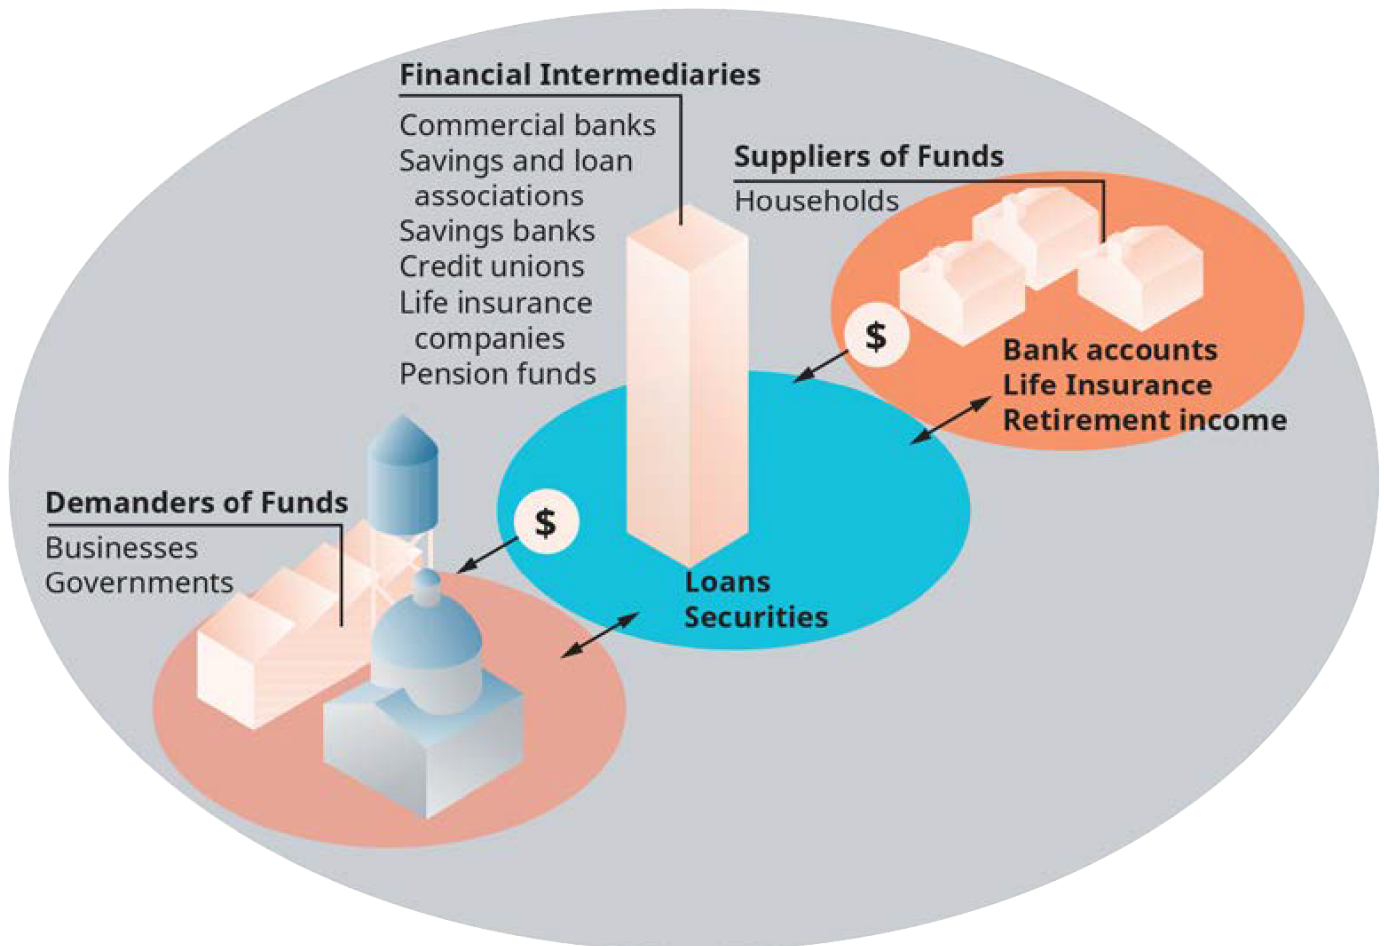 Financial Intermediaries
Commercial banks
Savings and loan
associations
Savings banks
Credit unions
Life insurance
companies
Pension funds
Suppliers of Funds
Households
$
Bank accounts
Life Insurance
Retirement income
Demanders of Funds
Businesses
Governments
$
Loans
Securities